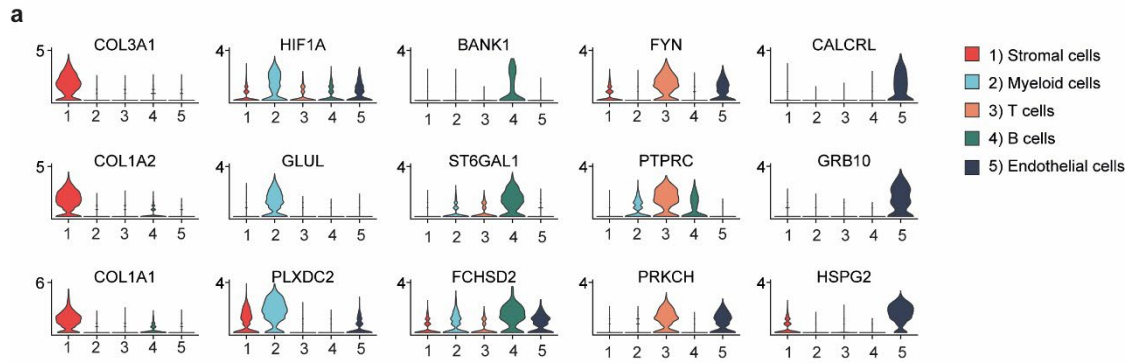 a
COL3A1 HIF1A BANK1 FYN CALCRL
5 4 4 4 4
1 2 3 4 5 1 2 3 4 5 1 2 3 4 5 1 2 3 4 5 1 2 3 4 5
COL1A2 GLUL ST6GAL1 PTPRC GRB10
5 4 4 4 4
1 2 3 4 5 1 2 3 4 5 1 2 3 4 5 1 2 3 4 5 1 2 3 4 5
COL1A1 PLXDC2 FCHSD2 PRKCH HSPG2
6 4 4 4 4
1 2 3 4 5 1 2 3 4 5 1 2 3 4 5 1 2 3 4 5 1 2 3 4 5
1) Stromal cells
2) Myeloid cells
3) T cells
4) B cells
5) Endothelial cells